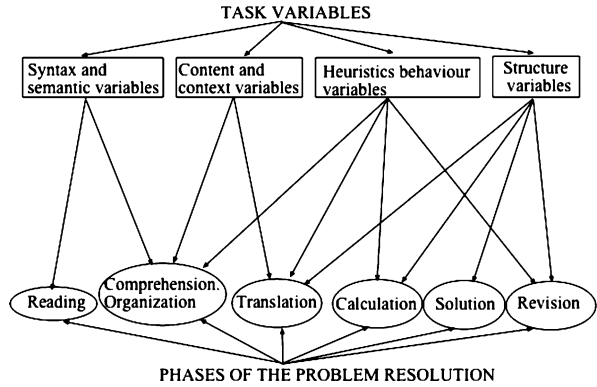 TASK VARIABLES
Syntax and
semantic variables
Content and
context variables
Heuristics behaviour
variables
Structure
variables
Reading
Comprehension.
Organization
Translation
Calculation
Solution
Revision
PHASES OF THE PROBLEM RESOLUTION